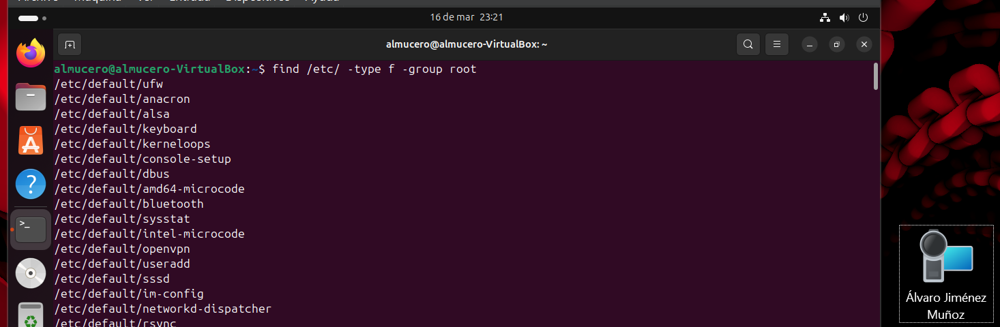 Archivo Máquina Ver Entrada Dispositivos Ayuda
16 de mar 23:21
almucero@almucero-VirtualBox: ~
almucero@almucero-VirtualBox:~$ find /etc/ -type f -group root
/etc/default/ufw
/etc/default/anacron
/etc/default/alsa
/etc/default/keyboard
/etc/default/kerneloops
/etc/default/console-setup
/etc/default/dbus
/etc/default/amd64-microcode
/etc/default/bluetooth
/etc/default/sysstat
/etc/default/intel-microcode
/etc/default/openvpn
/etc/default/useradd
/etc/default/sssd
/etc/default/im-config
/etc/default/networkd-dispatcher
/etc/default/rsync
Álvaro Jiménez
Muñoz